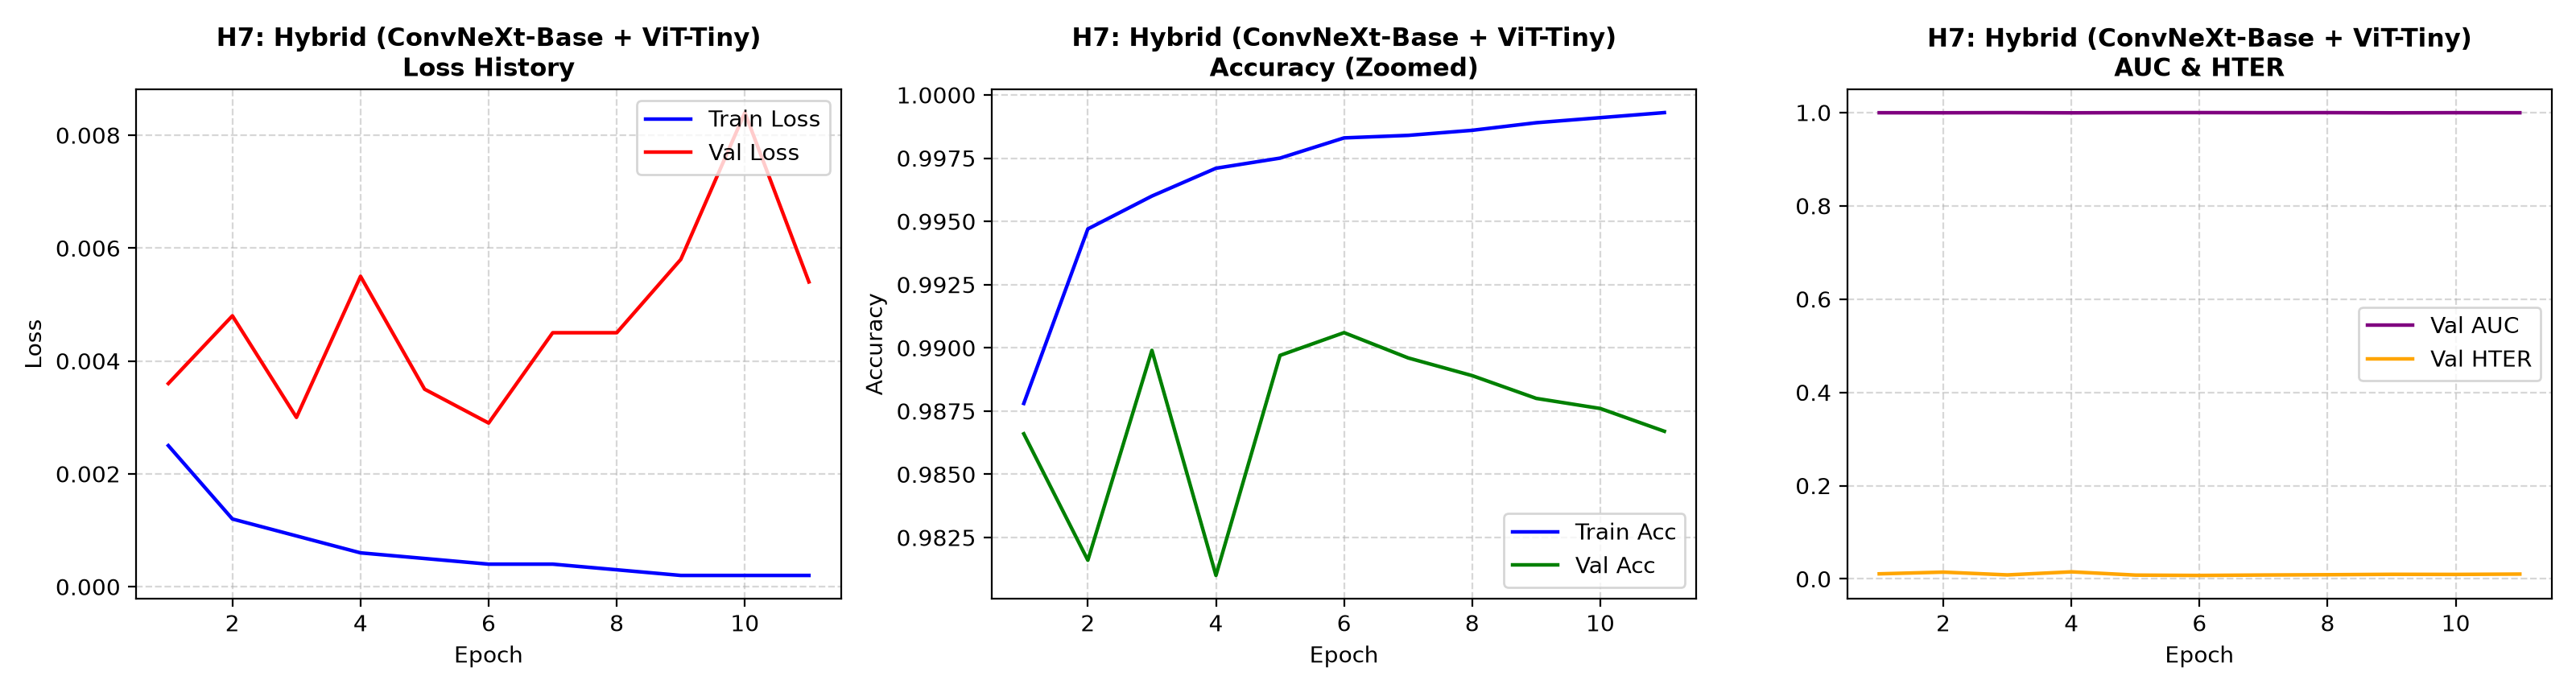 H7: Hybrid (ConvNeXt-Base + ViT-Tiny)
Loss History
Loss
0.008
0.006
0.004
0.002
0.000
2 4 6 8 10
Epoch
Train Loss
Val Loss
H7: Hybrid (ConvNeXt-Base + ViT-Tiny)
Accuracy (Zoomed)
Accuracy
1.0000
0.9975
0.9950
0.9925
0.9900
0.9875
0.9850
0.9825
2 4 6 8 10
Epoch
Train Acc
Val Acc
H7: Hybrid (ConvNeXt-Base + ViT-Tiny)
AUC & HTER
1.0
0.8
0.6
0.4
0.2
0.0
2 4 6 8 10
Epoch
Val AUC
Val HTER